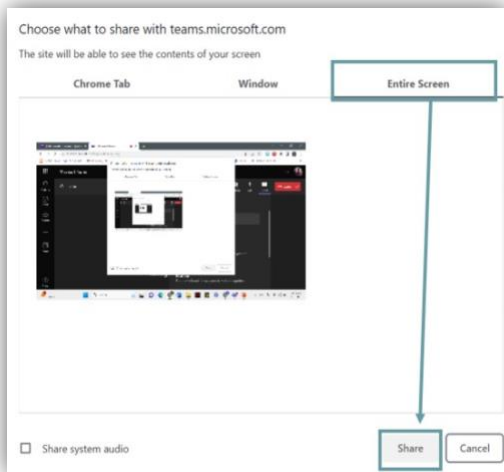 Choose what to share with teams.microsoft.com
The site will be able to see the contents of your screen
Chrome Tab Window Entire Screen
Share system audio Share Cancel